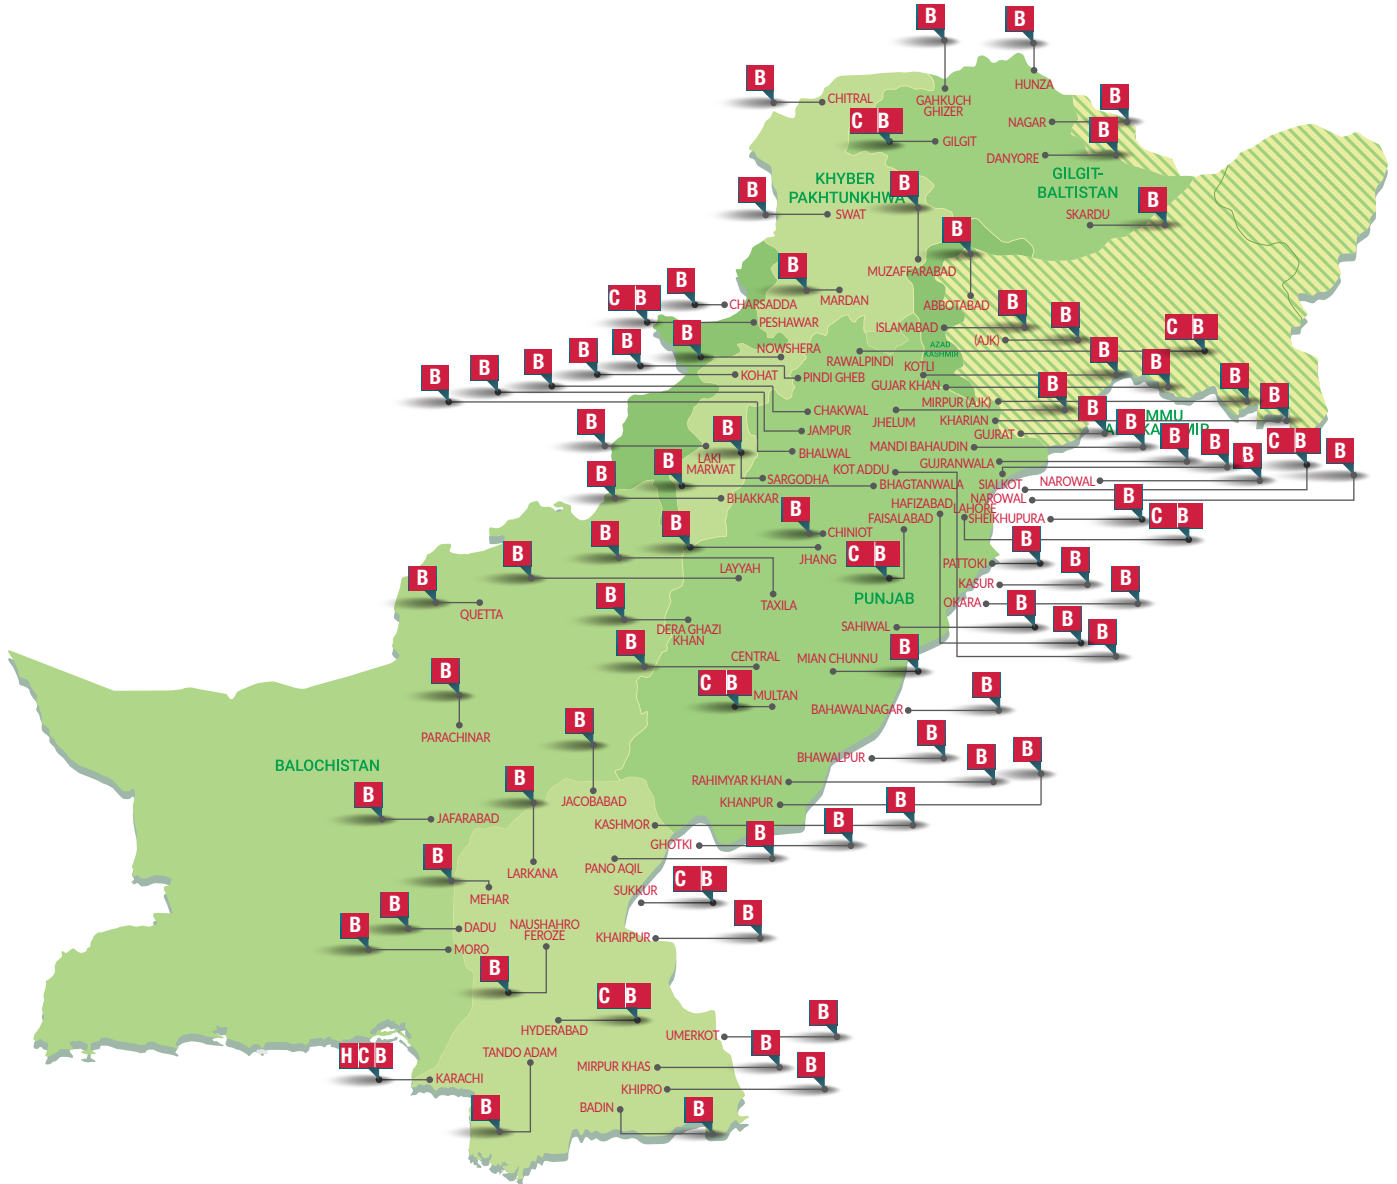 B
B
HUNZA
B
CHITRAL
GAHKUCH
GHIZER
B
NAGAR
C B
GILGIT
B
DANYORE
KHYBER
PAKHTUNKHWA
B
GILGIT-
BALTISTAN
B
SWAT
B
SKARDU
B
MUZAFFARABAD
B
ABBOTABAD
B
MARDAN
B
CHARSADDA
C B
PESHAWAR
B
ISLAMABAD
B
(AJK)
C B
RAWALPINDI
AZAD
KASHMIR
B
NOWSHERA
B
PINDI GHEB
B
KOHAT
B
CHAKWAL
B
JAMPUR
B
BHALWAL
KOTLI
B
GUJAR KHAN
B
MIRPUR (AJK)
B
JHELUM
B
KHARIAN
B
GUJRAT
B
MMU
A
KA
MIR
MANDI BAHAUDIN
B
GUJRANWALA
B
B
LAKI
MARWAT
B
SARGODHA
KOT ADDU
B
BHAGTANWALA
SIALKOT
B
NAROWAL
B
C B
NAROWAL
B
B
BHAKKAR
HAFIZABAD
LAHORE
FAISALABAD
SHEIKHUPURA
B
C B
B
CHINIOT
B
JHANG
C B
PATTOKI
B
B
LAYYAH
B
TAXILA
KASUR
B
B
QUETTA
PUNJAB
OKARA
B
B
DERA GHAZI
KHAN
SAHIWAL
B
B
B
B
CENTRAL
MIAN CHUNNU
B
C B
MULTAN
B
PARACHINAR
BAHAWALNAGAR
B
B
JACOBABAD
BALOCHISTAN
BHAWALPUR
B
RAHIMYAR KHAN
B
KHANPUR
B
B
JAFARABAD
B
LARKANA
KASHMOR
B
GHOTKI
B
PANO AQIL
B
B
MEHAR
SUKKUR
C B
B
DADU
NAUSHAHRO
FEROZE
B
MORO
KHAIRPUR
B
B
C B
HYDERABAD
UMERKOT
B
TANDO ADAM
H C B
KARACHI
MIRPUR KHAS
B
KHIPRO
B
B
BADIN
B